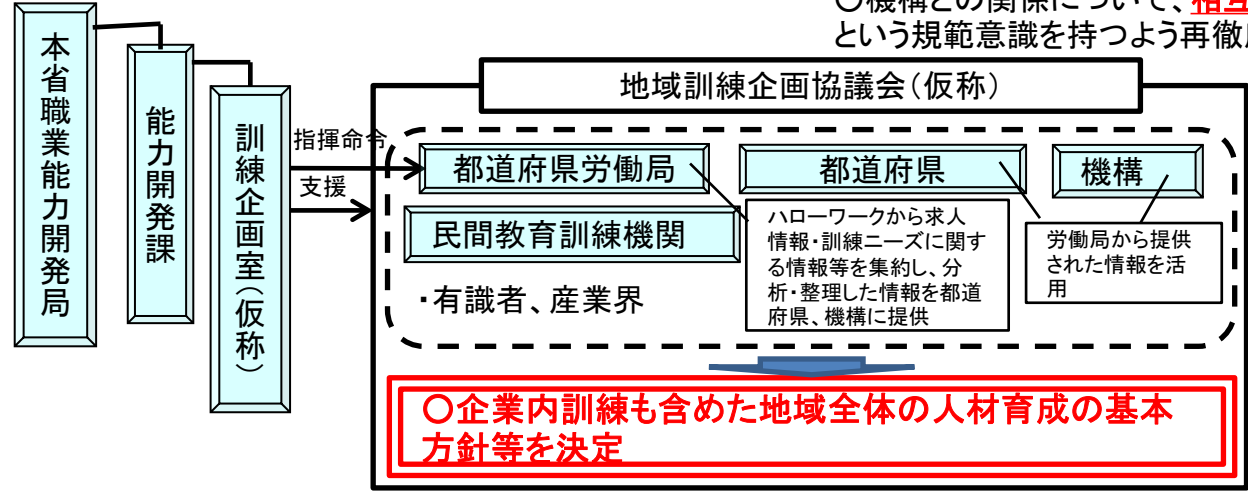 〇機構との関係について、相互
という規範意識を持つよう再徹
本省職業能力開発局
能力開発課
訓練企画室（仮称）
指揮命令
支援
地域訓練企画協議会（仮称）
都道府県労働局
都道府県
機構
民間教育訓練機関
・有識者、産業界
ハローワークから求人
情報・訓練ニーズに関す
る情報等を集約し、分
析・整理した情報を都道
府県、機構に提供
労働局から提供
された情報を活
用
〇企業内訓練も含めた地域全体の人材育成の基本
方針等を決定